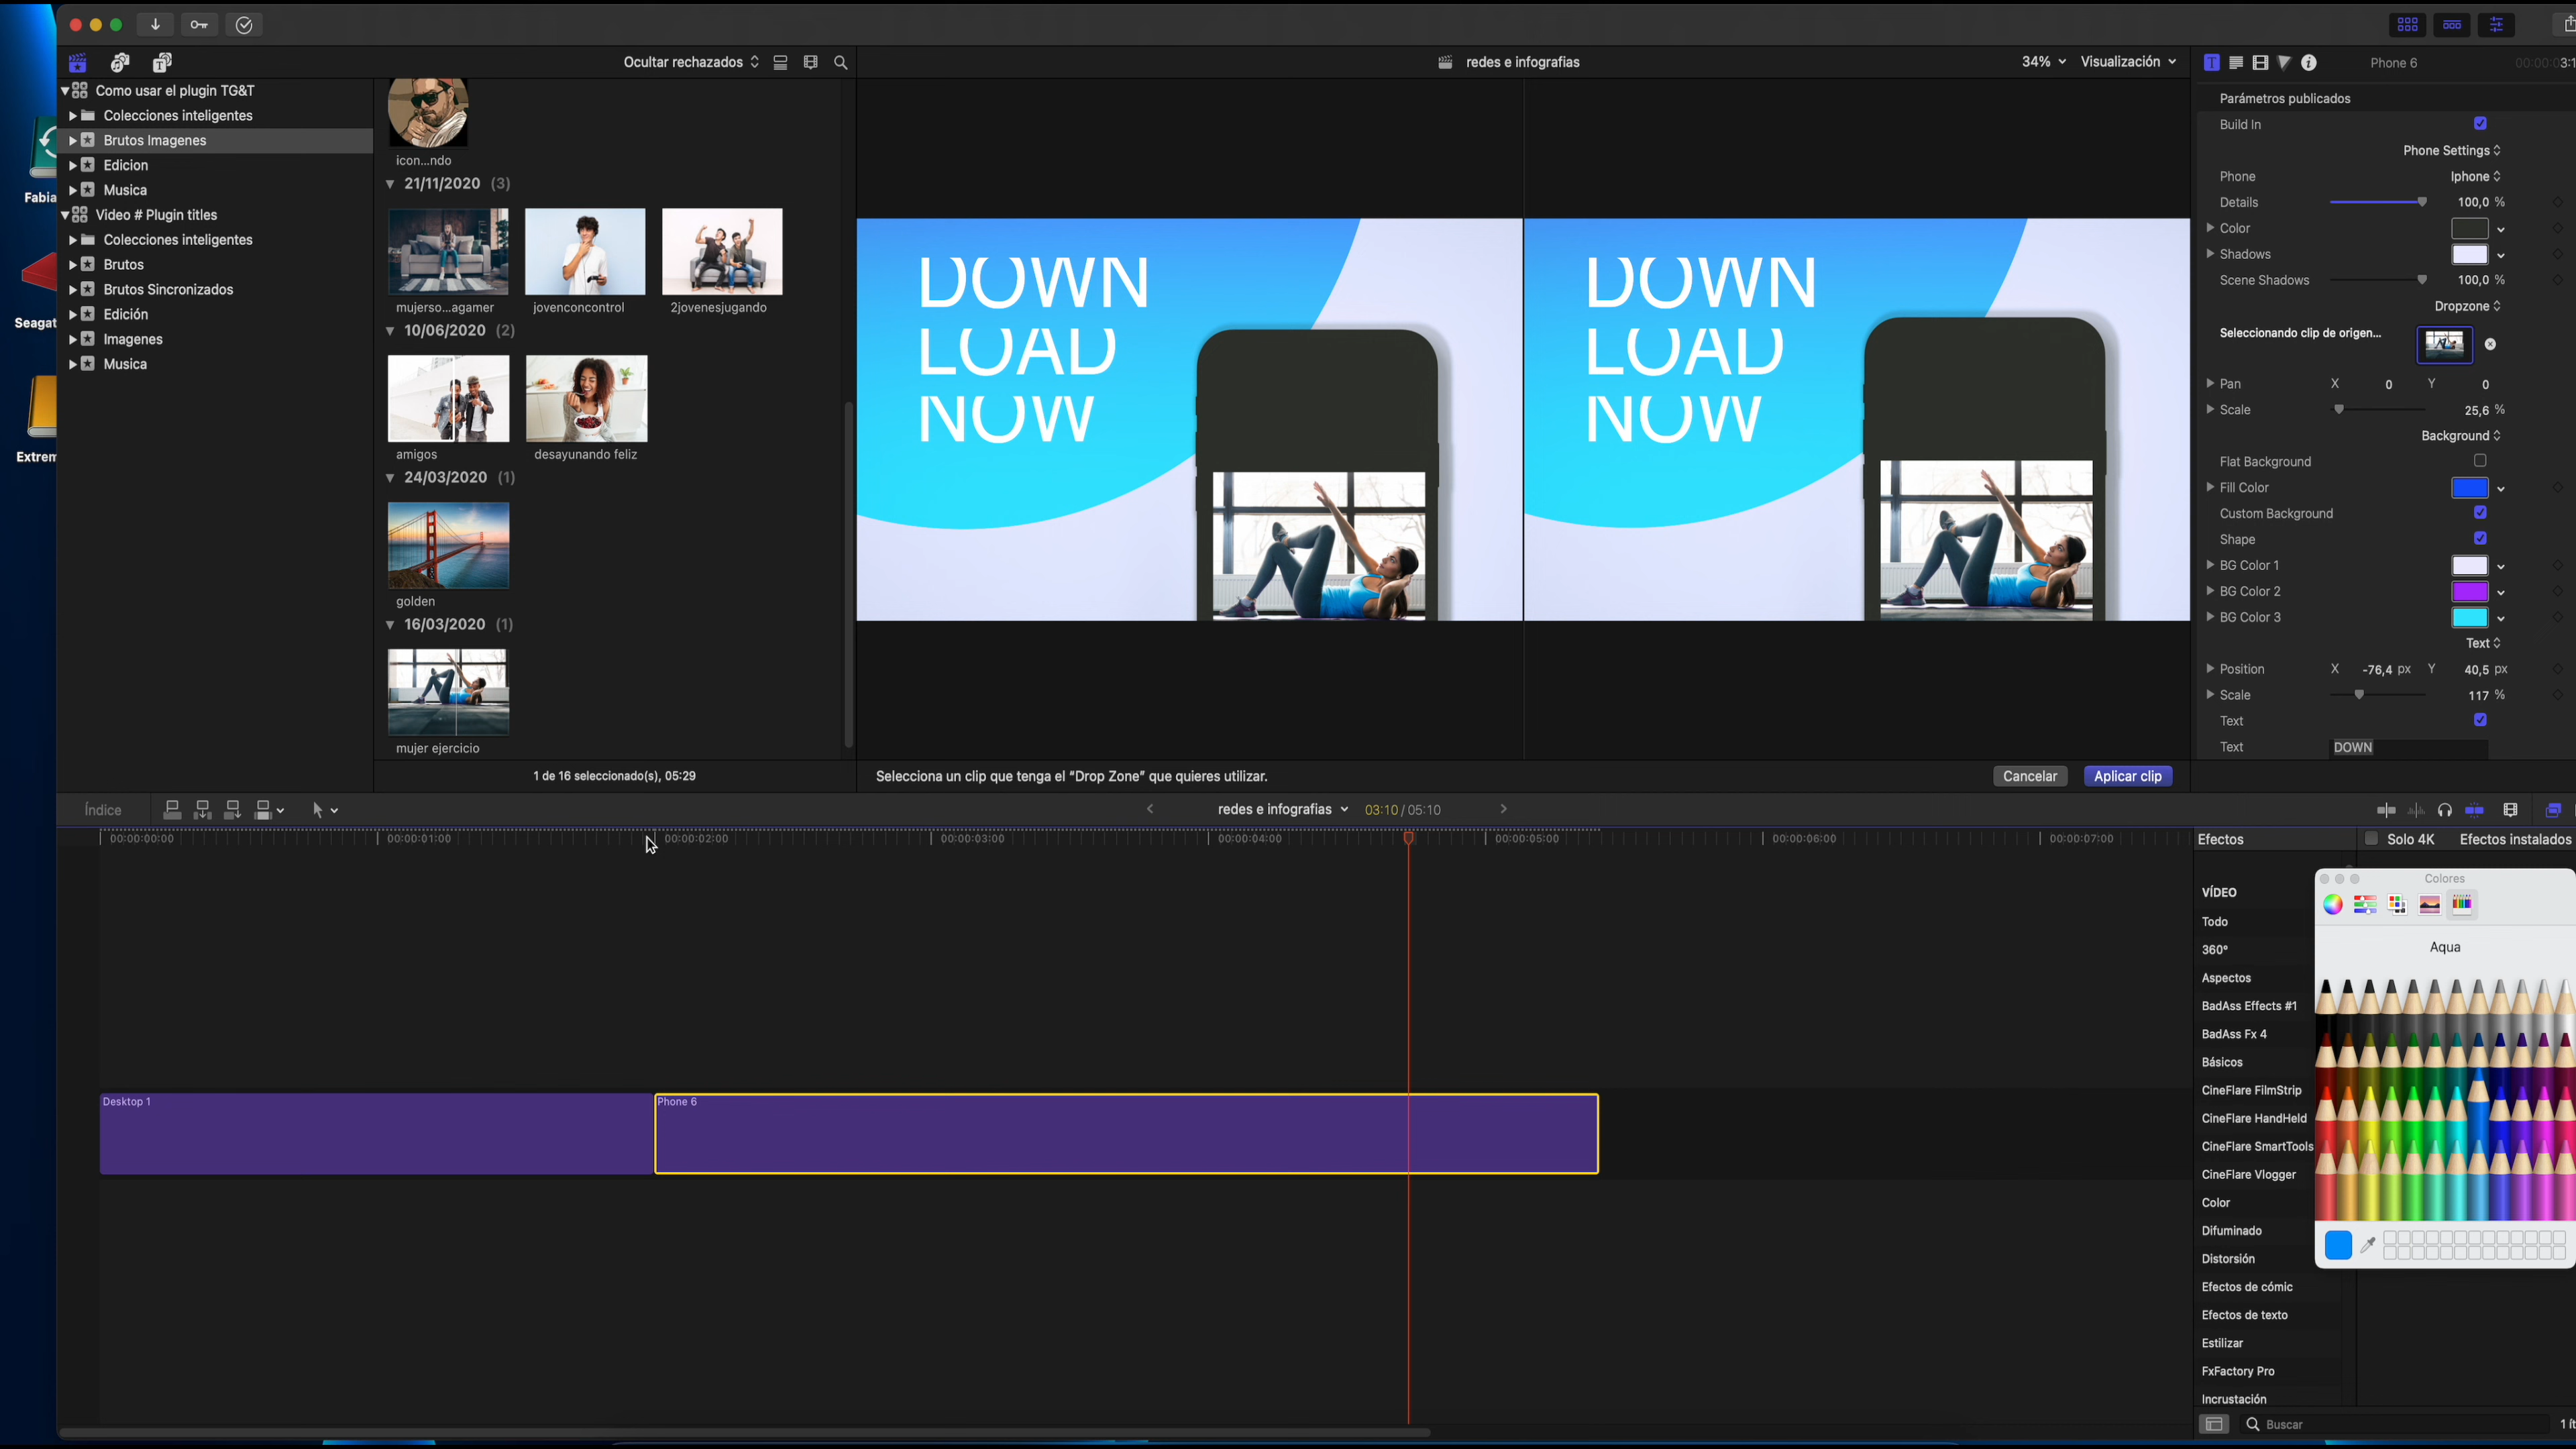 Ocultar rechazados
redes e infografias
34%
Visualización
Phone 6
Como usar el plugin TG&T
Colecciones inteligentes
Brutos Imagenes
Edicion
Musica
Video # Plugin titles
Colecciones inteligentes
Brutos
Brutos Sincronizados
Edición
Imagenes
Musica
Fabia
Seagat
Extrem
icon...ndo
21/11/2020 (3)
mujerso...agamer
jovenconcontrol
2jovenesjugando
10/06/2020 (2)
amigos
desayunando feliz
24/03/2020 (1)
golden
16/03/2020 (1)
mujer ejercicio
1 de 16 seleccionado(s), 05:29
DOWN
LOAD
NOW
DOWN
LOAD
NOW
Selecciona un clip que tenga el “Drop Zone” que quieres utilizar.
Cancelar
Aplicar clip
Parámetros publicados
Build In
Phone Settings
Phone Iphone
Details 100,0 %
Color
Shadows
Scene Shadows 100,0 %
Dropzone
Seleccionando clip de origen...
Pan X 0 Y 0
Scale 25,6 %
Background
Flat Background
Fill Color
Custom Background
Shape
BG Color 1
BG Color 2
BG Color 3
Text
Position X -76,4 px Y 40,5 px
Scale 117 %
Text
Text DOWN
Índice
redes e infografias
03:10 / 05:10
00:00:00:00
00:00:01:00
00:00:02:00
00:00:03:00
00:00:04:00
00:00:05:00
00:00:06:00
00:00:07:00
Desktop 1
Phone 6
Efectos
Solo 4K
Efectos instalados
VÍDEO
Todo
360°
Aspectos
BadAss Effects #1
BadAss Fx 4
Básicos
CineFlare FilmStrip
CineFlare HandHeld
CineFlare SmartTools
CineFlare Vlogger
Color
Difuminado
Distorsión
Efectos de cómic
Efectos de texto
Estilizar
FxFactory Pro
Incrustación
Buscar
Colores
Aqua